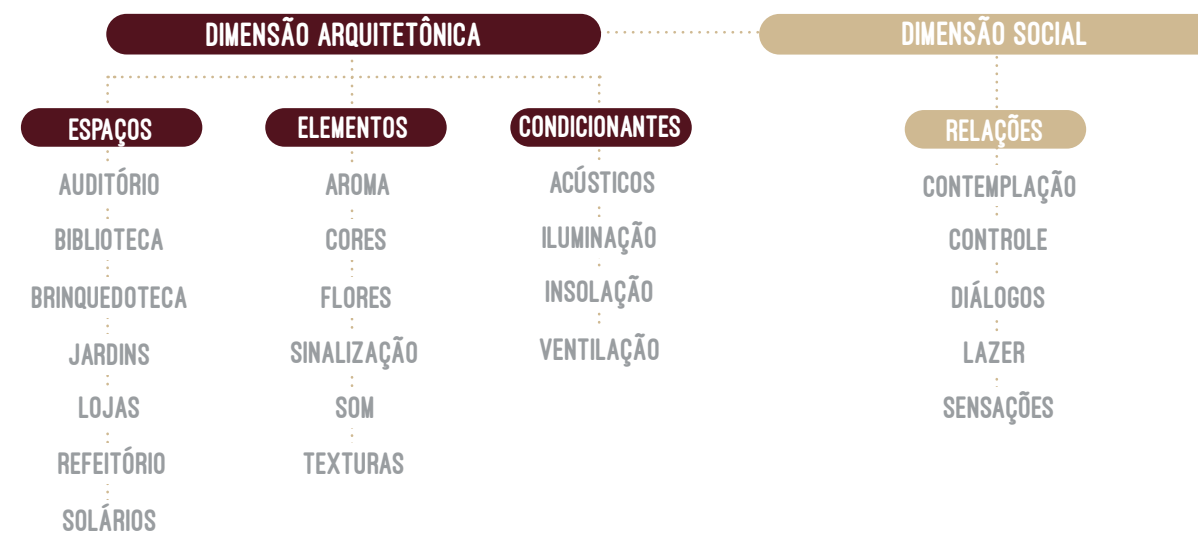 DIMENSÃO ARQUITETÔNICA
DIMENSÃO SOCIAL
ESPAÇOS
AUDITÓRIO
BIBLIOTECA
BRINQUEDOTECA
JARDINS
LOJAS
REFEITÓRIO
SOLÁRIOS
ELEMENTOS
AROMA
CORES
FLORES
SINALIZAÇÃO
SOM
TEXTURAS
CONDICIONANTES
ACÚSTICOS
ILUMINAÇÃO
INSOLAÇÃO
VENTILAÇÃO
RELAÇÕES
CONTEMPLAÇÃO
CONTROLE
DIÁLOGOS
LAZER
SENSAÇÕES